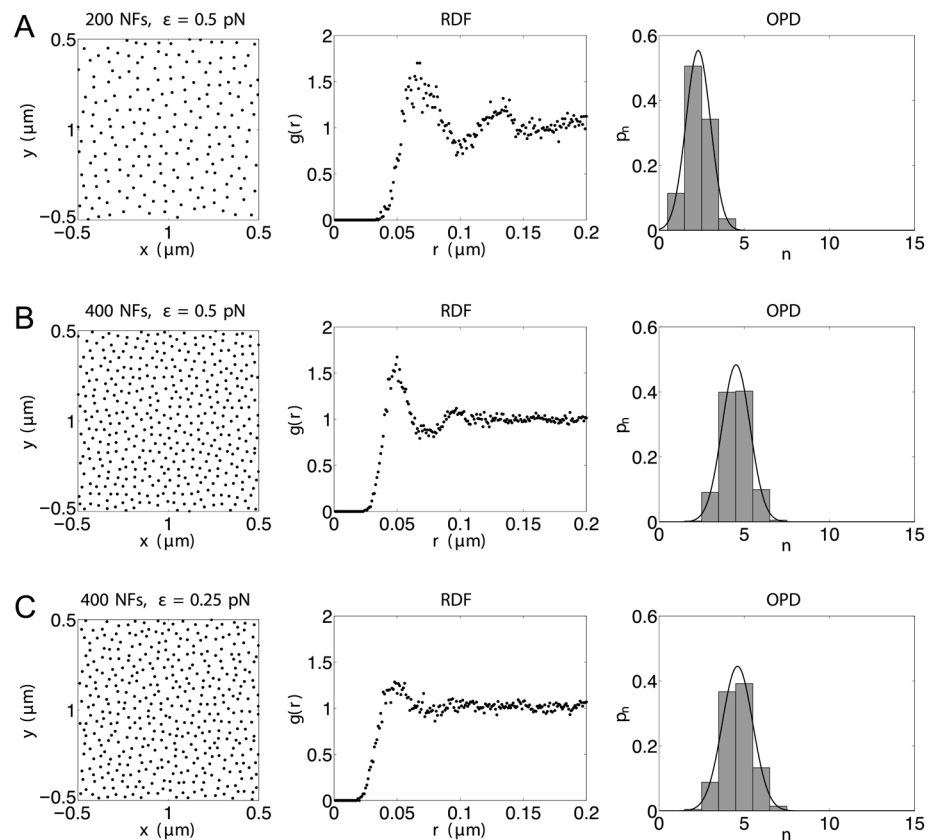 A
200 NFs, ε = 0.5 pN
RDF
OPD
0.5
1
−0.5
y (μm)
−0.5
1
0.5
x (μm)
2
1.5
1
0.5
0
g(r)
0
0.05
0.1
0.15
0.2
r (μm)
0.6
0.4
0.2
0
pn
0
5
10
15
n
B
400 NFs, ε = 0.5 pN
RDF
OPD
0.5
1
−0.5
y (μm)
−0.5
1
0.5
x (μm)
2
1.5
1
0.5
0
g(r)
0
0.05
0.1
0.15
0.2
r (μm)
0.6
0.4
0.2
0
pn
0
5
10
15
n
C
400 NFs, ε = 0.25 pN
RDF
OPD
0.5
1
−0.5
y (μm)
−0.5
1
0.5
x (μm)
2
1.5
1
0.5
0
g(r)
0
0.05
0.1
0.15
0.2
r (μm)
0.6
0.4
0.2
0
pn
0
5
10
15
n